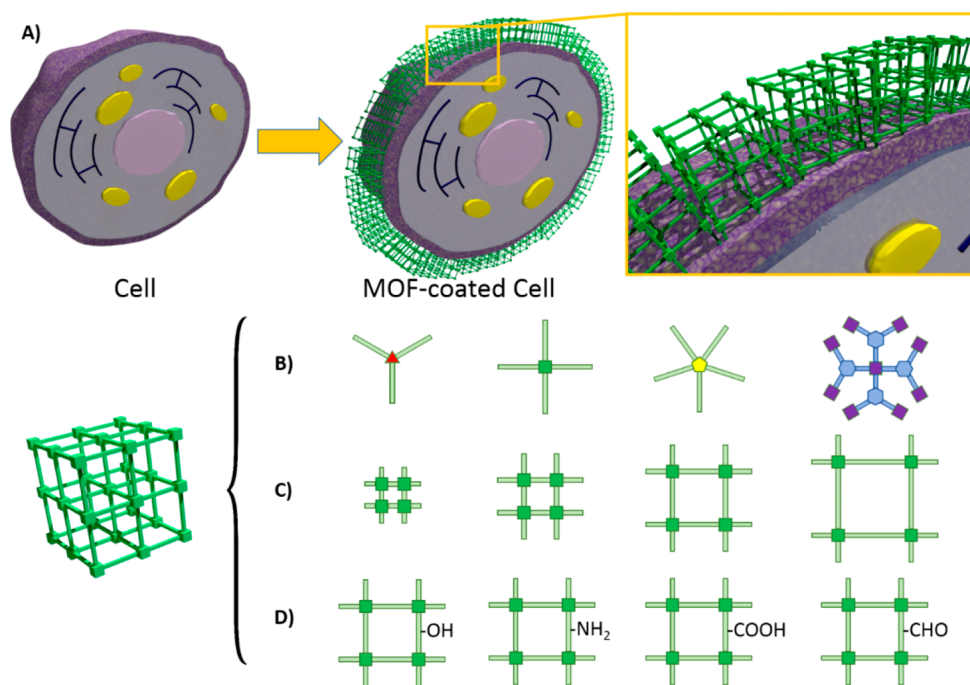 A)
Cell
MOF-coated Cell
B)
C)
D)
-OH
-NH₂
-COOH
-CHO